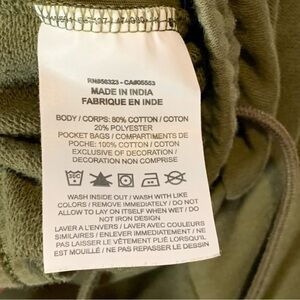 RN#56323 - CA#05553
MADE IN INDIA
FABRIQUE EN INDE
BODY / CORPS: 80% COTTON / COTON
20% POLYESTER
POCKET BAGS / COMPARTIMENTS DE
POCHE: 100% COTTON / COTON
EXCLUSIVE OF DECORATION /
DECORATION NON COMPRISE
WASH INSIDE OUT / WASH WITH LIKE
COLORS / REMOVE IMMEDIATELY / DO NOT
ALLOW TO LAY ON ITSELF WHEN WET / DO
NOT IRON DESIGN
LAVER A L'ENVERS / LAVER AVEC COULEURS
SIMILAIRES / ENLEVER IMMÉDIATEMENT / NE
PAS LAISSER LE VÊTEMENT PLIÉ LORSQU'IL
EST MOUILLÉ / NE PAS REPASSER LE DESSIN